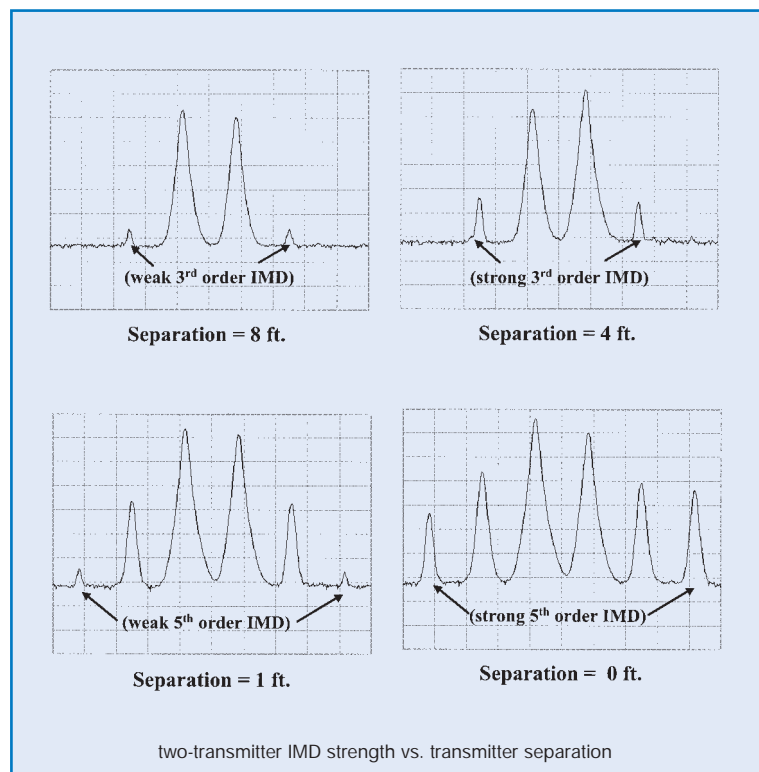 (weak 3rd order IMD)
Separation = 8 ft.
(strong 3rd order IMD)
Separation = 4 ft.
(weak 5th order IMD)
Separation = 1 ft.
(strong 5th order IMD)
Separation = 0 ft.
two-transmitter IMD strength vs. transmitter separation